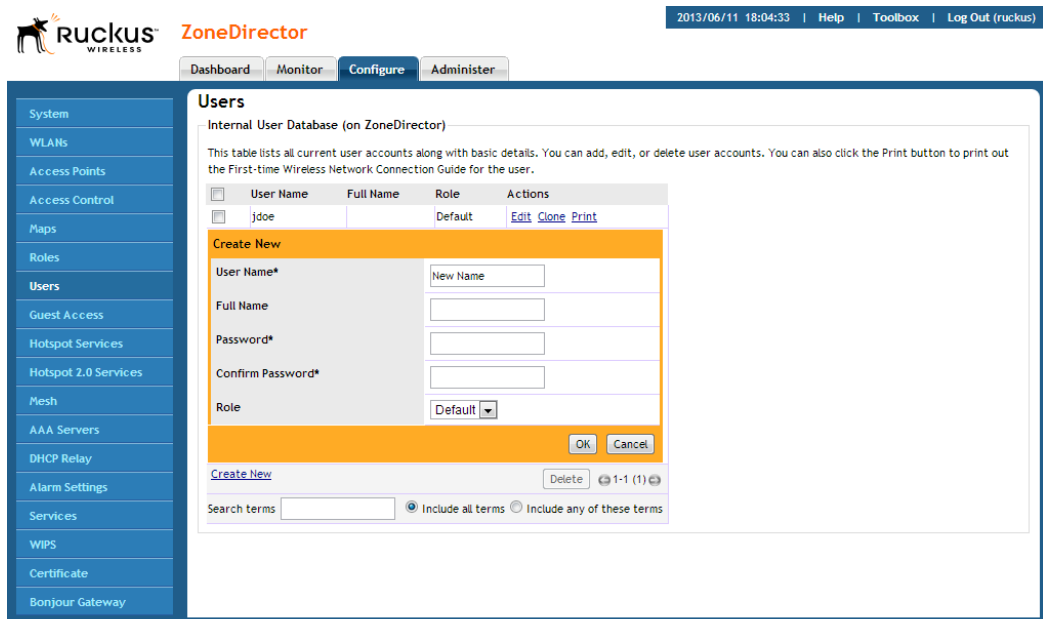 2013/06/11 18:04:33 | Help | Toolbox | Log Out (ruckus)
Ruckus WIRELESS
ZoneDirector
Dashboard Monitor Configure Administer
System
WLANs
Access Points
Access Control
Maps
Roles
Users
Guest Access
Hotspot Services
Hotspot 2.0 Services
Mesh
AAA Servers
DHCP Relay
Alarm Settings
Services
WIPS
Certificate
Bonjour Gateway
Users
Internal User Database (on ZoneDirector)
This table lists all current user accounts along with basic details. You can add, edit, or delete user accounts. You can also click the Print button to print out
the First-time Wireless Network Connection Guide for the user.
User Name Full Name Role Actions
jdoe Default Edit Clone Print
Create New
User Name* New Name
Full Name
Password*
Confirm Password*
Role Default
OK Cancel
Create New Delete 1-1 (1)
Search terms Include all terms Include any of these terms